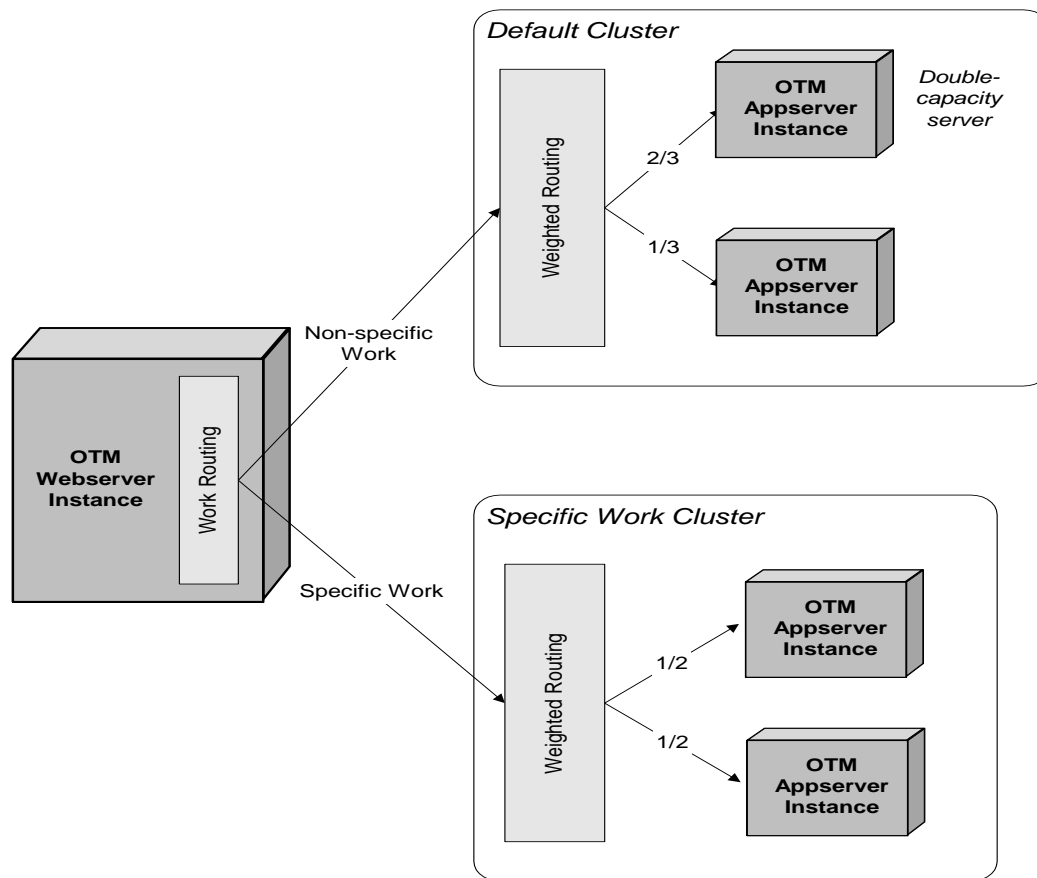 Default Cluster
Weighted Routing
OTM
Appserver
Instance
Double-
capacity
server
2/3
1/3
OTM
Appserver
Instance
Non-specific
Work
OTM
Webserver
Instance
Work Routing
Specific Work
Specific Work Cluster
Weighted Routing
OTM
Appserver
Instance
1/2
1/2
OTM
Appserver
Instance